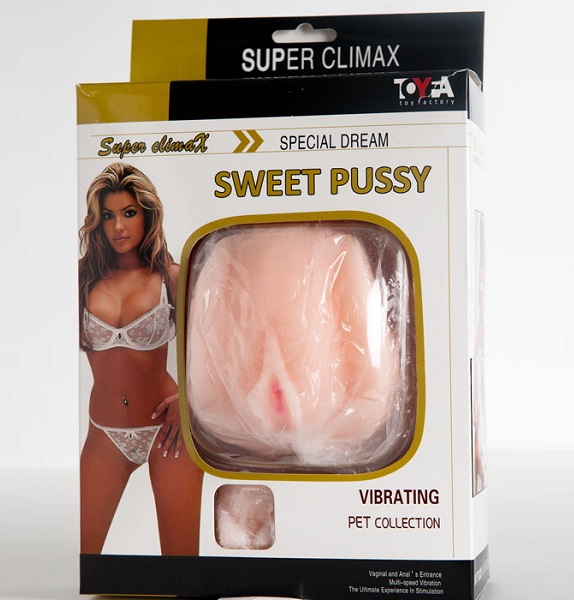 SUPER CLIMAX
TOYFA
toy factory
Super climaX
SPECIAL DREAM
SWEET PUSSY
VIBRATING
PET COLLECTION
Vaginal and Anal's Entrance
Multi-speed Vibration
The Ultimate Experience In Stimulation